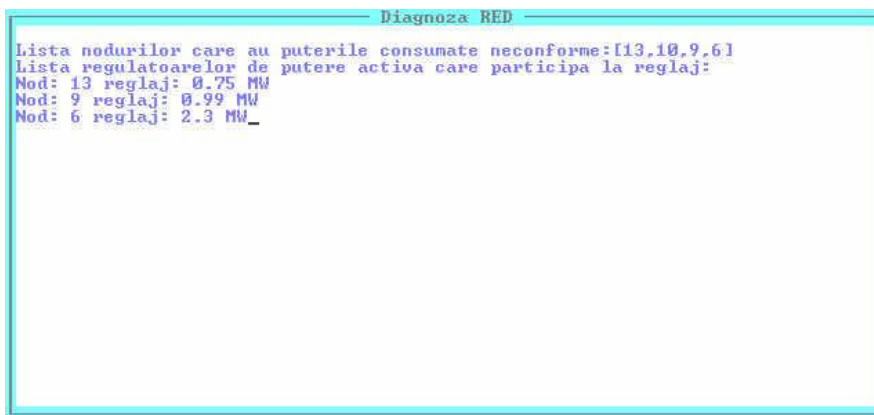 Diagnoza RED
Lista nodurilor care au puterile consumate neconforme:[13,10,9,6]
Lista regulatoarelor de putere activa care participa la reglaj:
Nod: 13 reglaj: 0.75 MW
Nod: 9 reglaj: 0.99 MW
Nod: 6 reglaj: 2.3 MW_